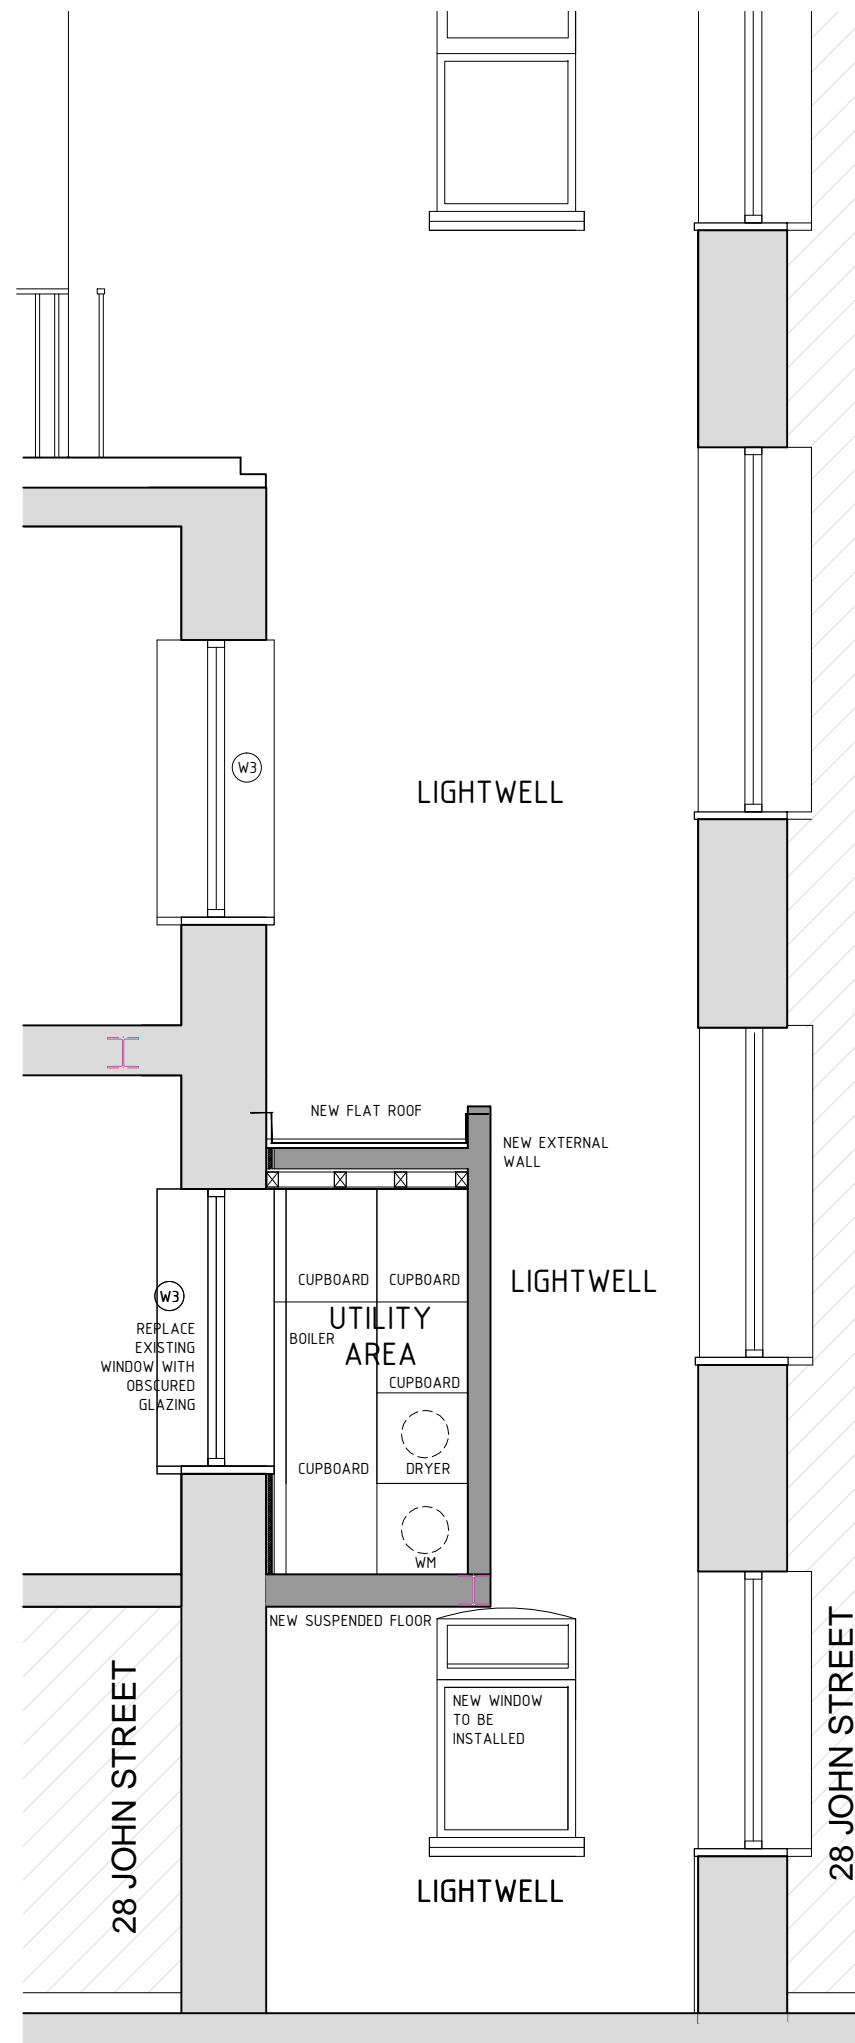 W3
LIGHTWELL
NEW FLAT ROOF
NEW EXTERNAL
WALL
CUPBOARD
CUPBOARD
LIGHTWELL
W3
REPLACE
EXISTING
WINDOW WITH
OBSCURED
GLAZING
UTILITY
AREA
BOILER
CUPBOARD
CUPBOARD
DRYER
WM
NEW SUSPENDED FLOOR
NEW WINDOW
TO BE
INSTALLED
28 JOHN STREET
28 JOHN STREET
LIGHTWELL